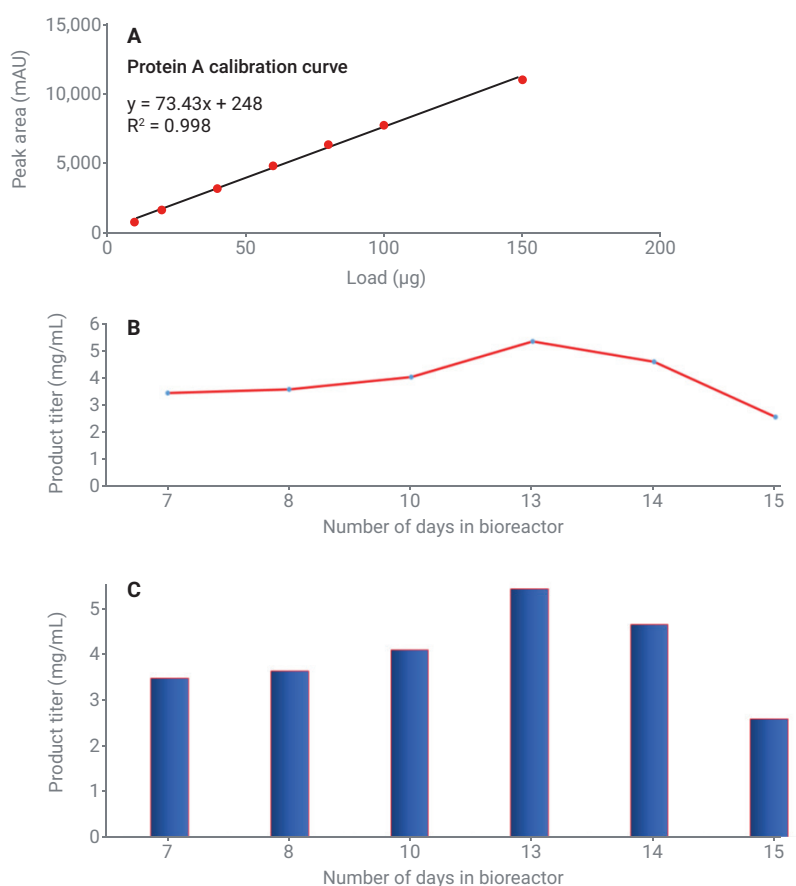 A
Protein A calibration curve
y = 73.43x + 248
R² = 0.998
Peak area (mAU)
15,000
10,000
5,000
0
0 50 100 150 200
Load (µg)
B
Product titer (mg/mL)
6
5
4
3
2
1
0
7 8 10 13 14 15
Number of days in bioreactor
C
Product titer (mg/mL)
5
4
3
2
1
0
7 8 10 13 14 15
Number of days in bioreactor